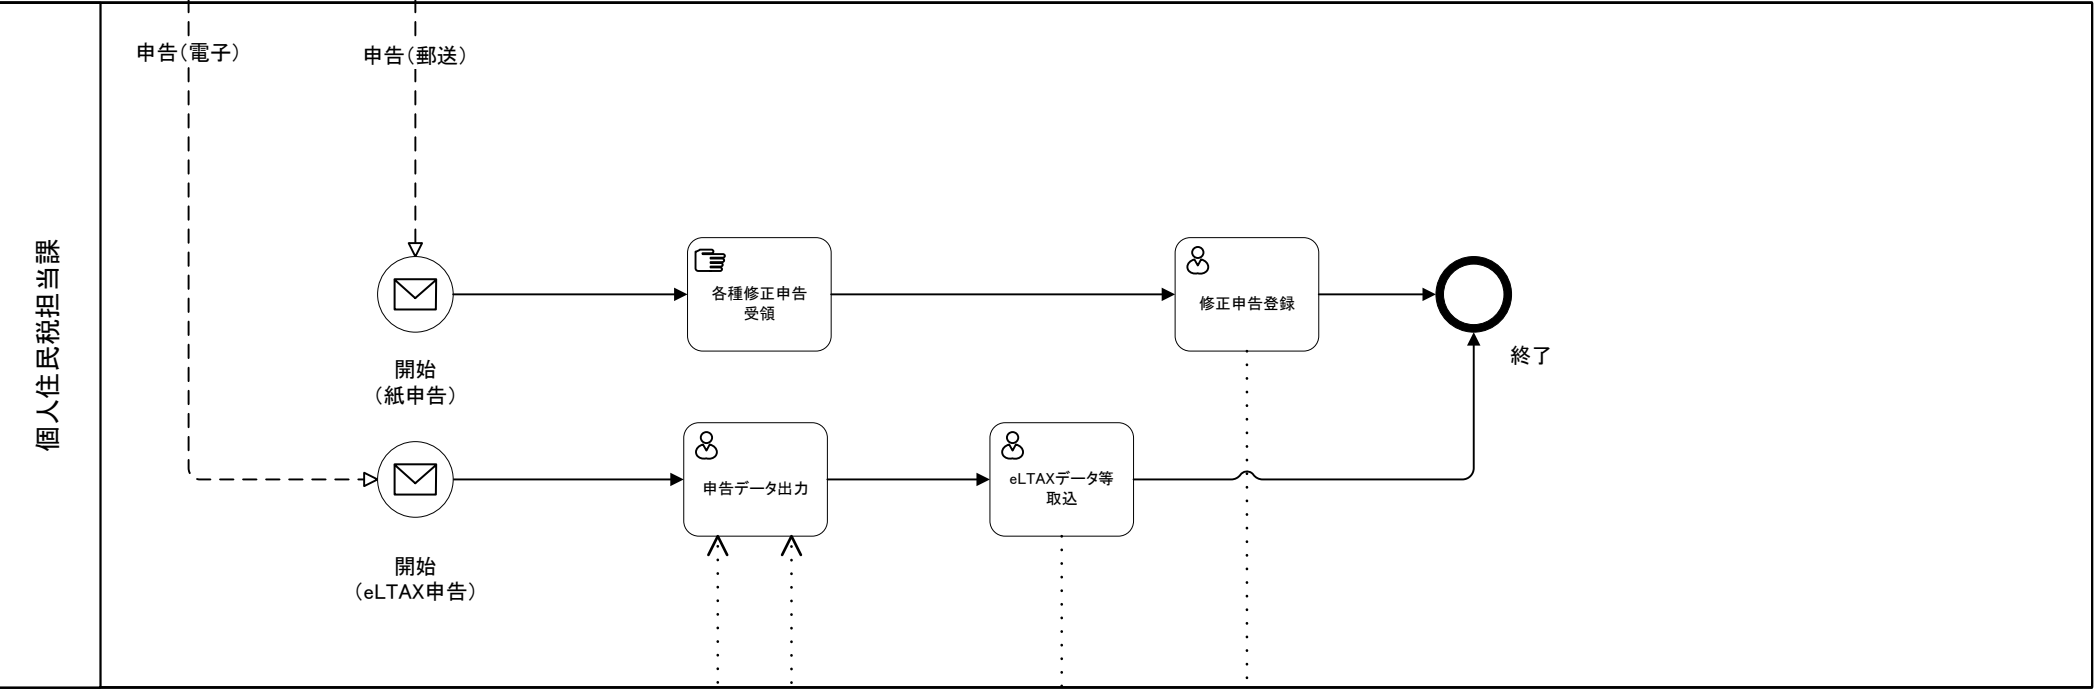 申告(電子)
申告(郵送)
個人住民税担当課
各種修正申告
受領
修正申告登録
開始
(紙申告)
終了
申告データ出力
eLTAXデータ等
取込
開始
(eLTAX申告)